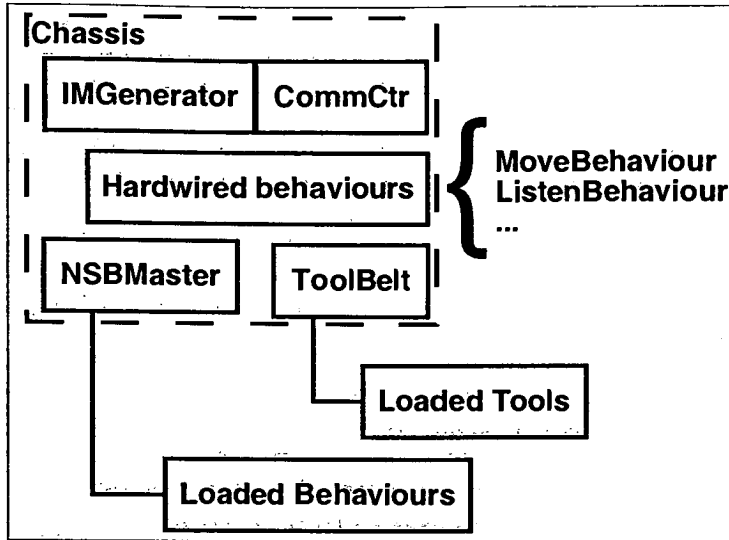 Chassis
IMGenerator CommCtr
Hardwired behaviours
MoveBehaviour
ListenBehaviour
...
NSBMaster ToolBelt
Loaded Tools
Loaded Behaviours